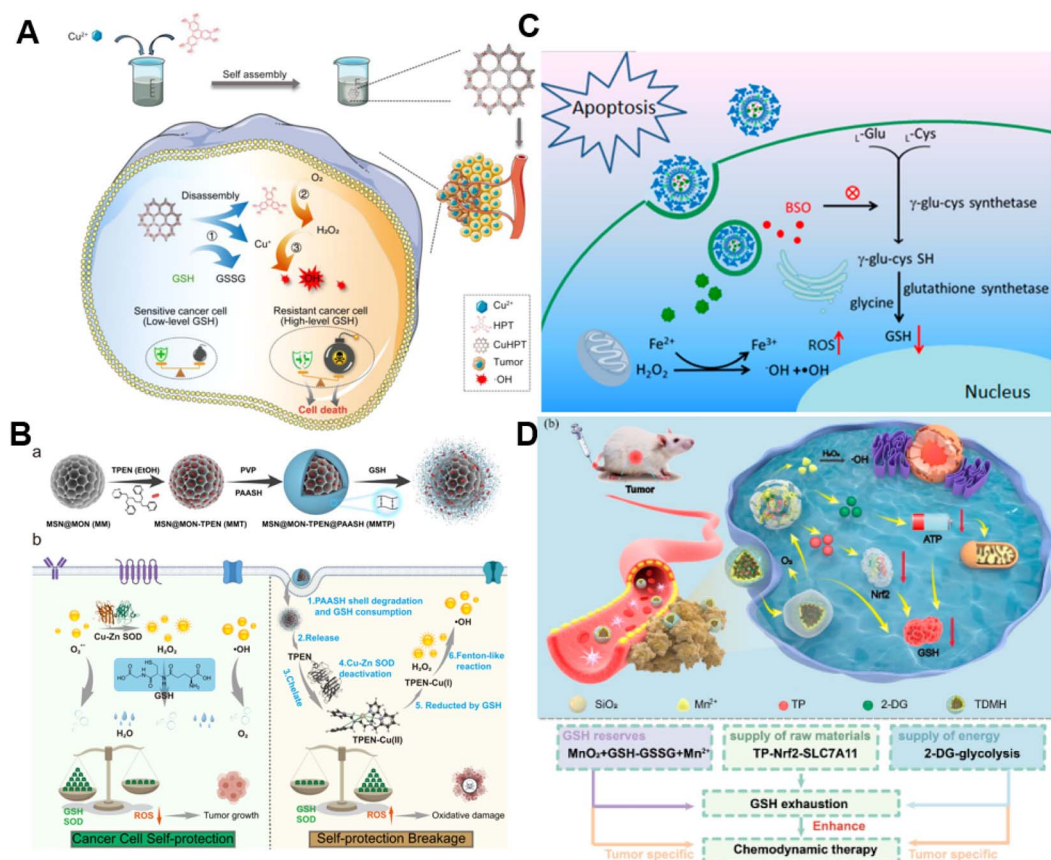 A
Cu²⁺
Self assembly
Disassembly
O₂
②
H₂O₂
①
Cu⁺
③
GSH
GSSG
·OH
Sensitive cancer cell
(Low-level GSH)
Resistant cancer cell
(High-level GSH)
Cell death
Cu²⁺
HPT
CuHPT
Tumor
·OH
C
Apoptosis
L-Glu
L-Cys
BSO
γ-glu-cys synthetase
γ-glu-cys SH
glycine
glutathione synthetase
Fe²⁺
Fe³⁺
ROS
GSH
H₂O₂
⁻OH +•OH
Nucleus
B
a
TPEN (EtOH)
PVP
PAASH
GSH
MSN@MON (MM)
MSN@MON-TPEN (MMT)
MSN@MON-TPEN@PAASH (MMTP)
b
Cu-Zn SOD
O₂˙⁻
H₂O₂
•OH
GSH
H₂O
O₂
GSH
SOD
ROS
Tumor growth
Cancer Cell Self-protection
1.PAASH shell degradation
and GSH consumption
2.Release
TPEN
3.Chelate
4.Cu-Zn SOD
deactivation
TPEN-Cu(II)
5. Reducted by GSH
TPEN-Cu(I)
H₂O₂
6.Fenton-like
reaction
•OH
GSH
SOD
ROS
Oxidative damage
Self-protection Breakage
D
(b)
Tumor
H₂O₂
·OH
ATP
O₂
Nrf2
GSH
SiO₂
Mn²⁺
TP
2-DG
TDMH
GSH reserves
MnO₂+GSH-GSSG+Mn²⁺
supply of raw materials
TP-Nrf2-SLC7A11
supply of energy
2-DG-glycolysis
GSH exhaustion
Enhance
Tumor specific
Chemodynamic therapy
Tumor specific